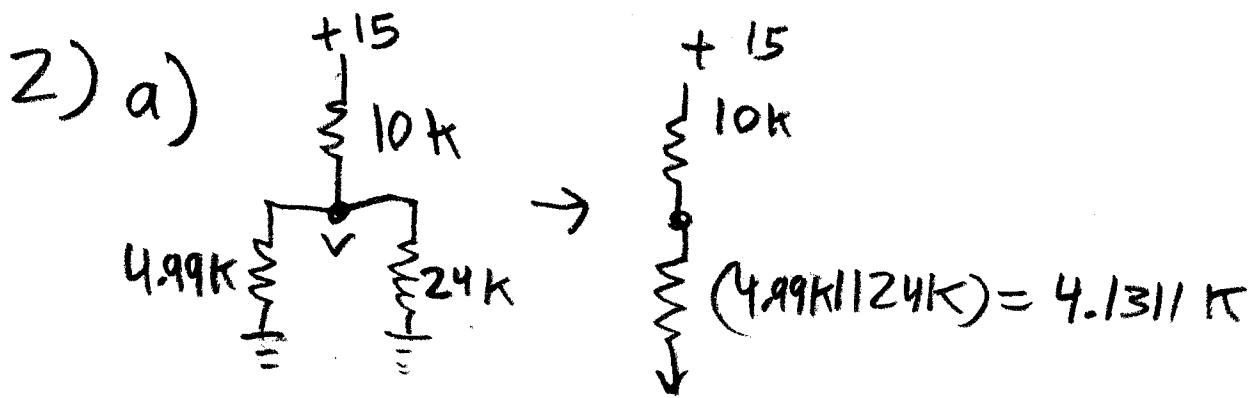 2) a)
+15
10k
V
4.99K
24K
→
+ 15
10K
(4.99K||24K) = 4.1311 K